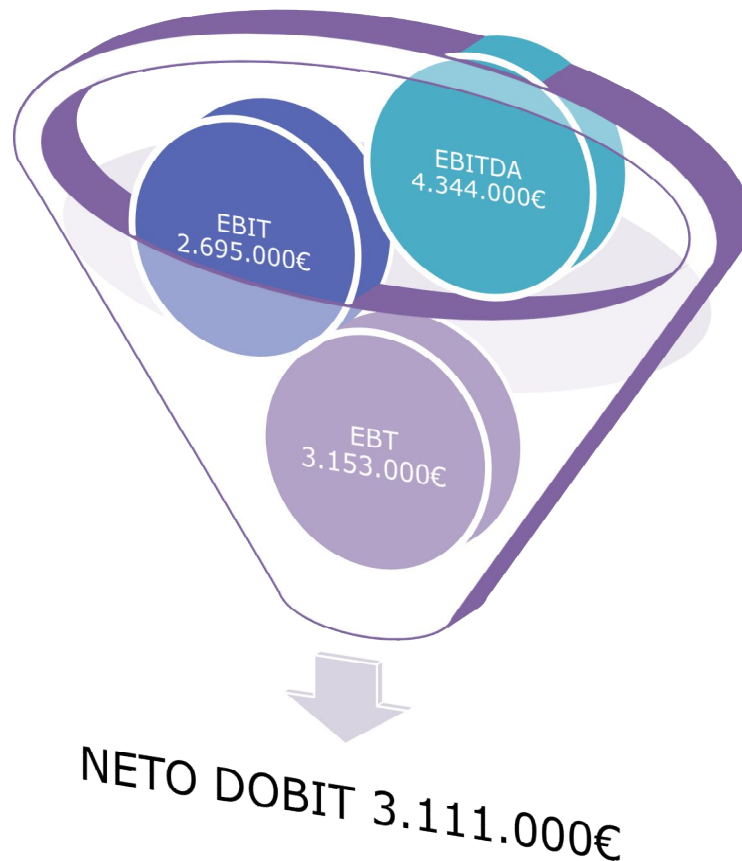 EBITDA
4.344.000€
EBIT
2.695.000€
EBT
3.153.000€
NETO DOBIT 3.111.000€